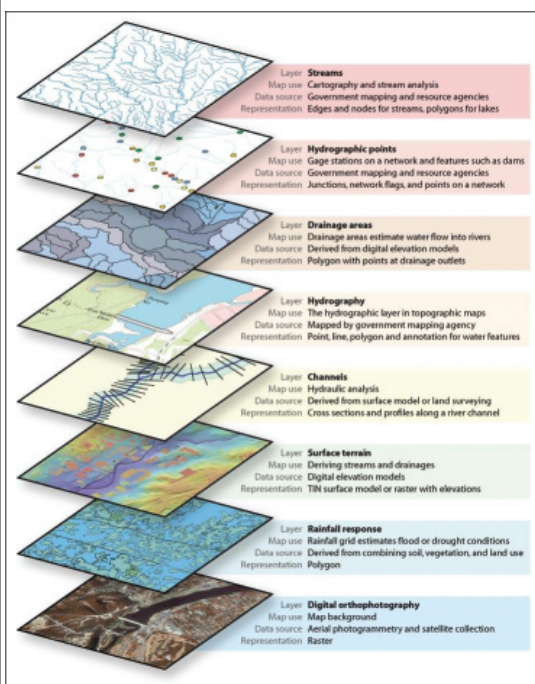 Layer Streams
Map use Cartography and stream analysis
Data source Government mapping and resource agencies
Representation Edges and nodes for streams, polygons for lakes
Layer Hydrographic points
Map use Gage stations on a network and features such as dams
Data source Government mapping and resource agencies
Representation Junctions, network flags, and points on a network
Layer Drainage areas
Map use Drainage areas estimate water flow into rivers
Data source Derived from digital elevation models
Representation Polygon with points at drainage outlets
Layer Hydrography
Map use The hydrographic layer in topographic maps
Data source Mapped by government mapping agency
Representation Point, line, polygon and annotation for water features
Layer Channels
Map use Hydraulic analysis
Data source Derived from surface model or land surveying
Representation Cross sections and profiles along a river channel
Layer Surface terrain
Map use Deriving streams and drainages
Data source Digital elevation models
Representation TIN surface model or raster with elevations
Layer Rainfall response
Map use Rainfall grid estimates flood or drought conditions
Data source Derived from combining soil, vegetation, and land use
Representation Polygon
Layer Digital orthophotography
Map use Map background
Data source Aerial photogrammetry and satellite collection
Representation Raster